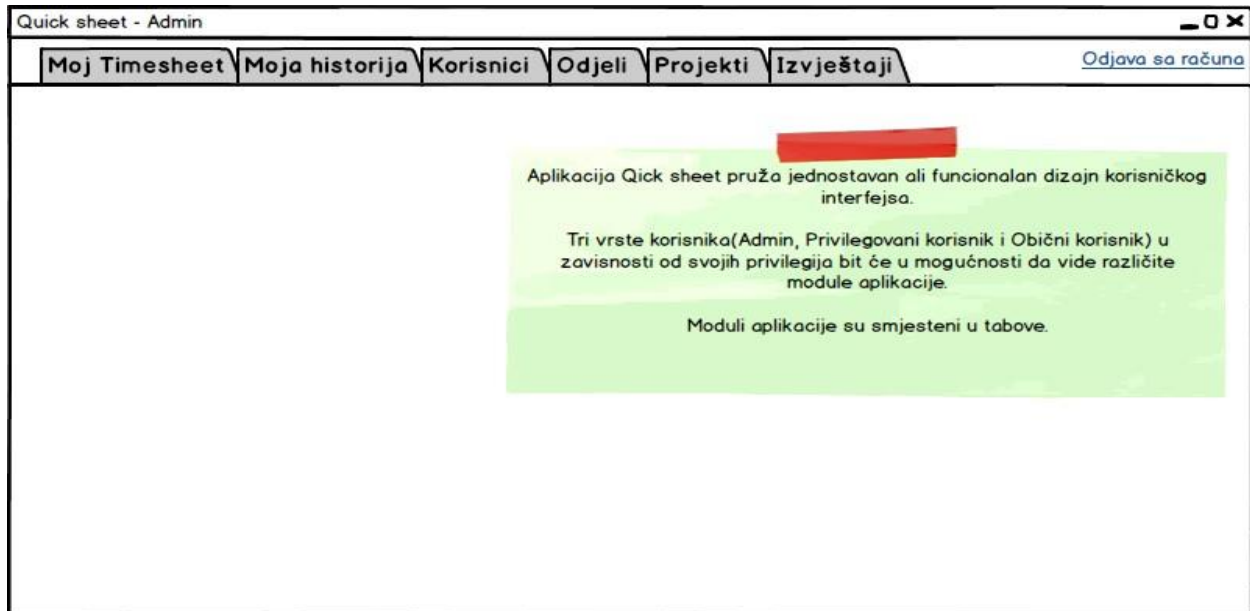 Quick sheet - Admin
Moj Timesheet Moja historija Korisnici Odjeli Projekti Izvještaji Odjava sa računa
Aplikacija Qick sheet pruža jednostavan ali funcionalan dizajn korisničkog
interfejsa.
Tri vrste korisnika(Admin, Privilegovani korisnik i Obični korisnik) u
zavisnosti od svojih privilegija bit će u mogućnosti da vide različite
module aplikacije.
Moduli aplikacije su smjesteni u tabove.